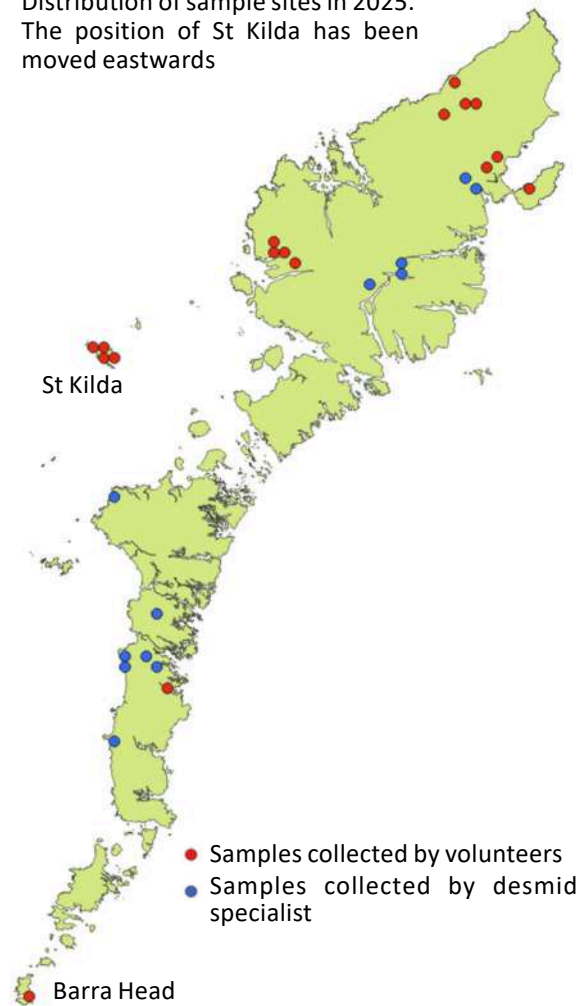 Distribution of sample sites in 2025.
The position of St Kilda has been
moved eastwards
St Kilda
Samples collected by volunteers
Samples collected by desmid
specialist
Barra Head